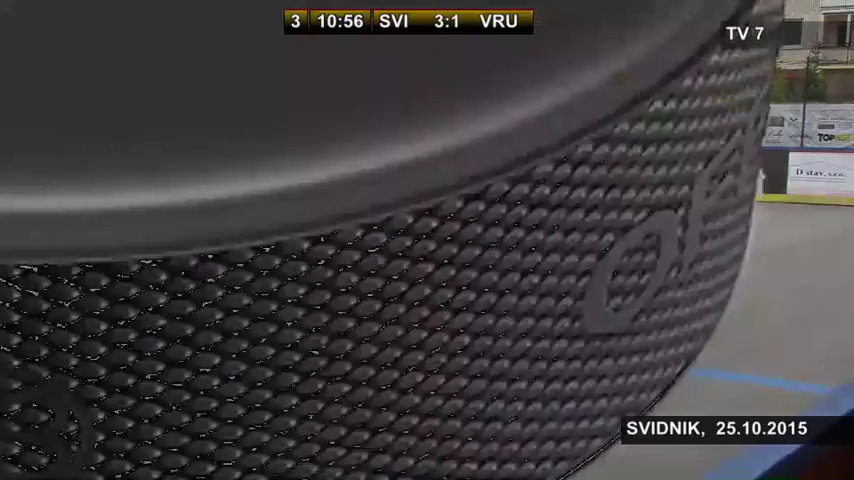 3 10:56 SVI 3:1 VRU
TV 7
D stav, s.r.o.
SVIDNIK, 25.10.2015